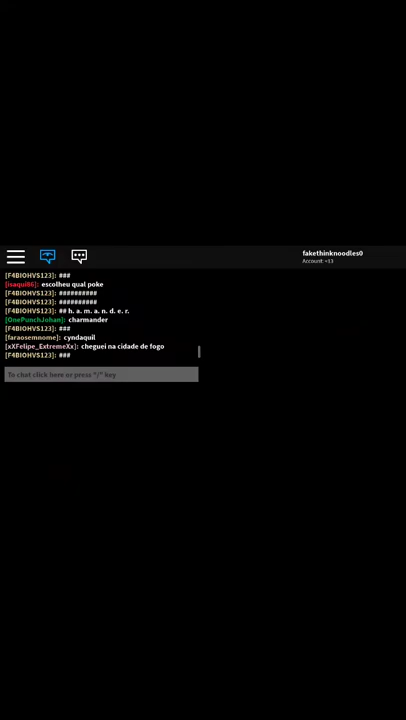 fakethinknoodles0
Account: <13
[F4BIOHVS123]: ###
[isaqui86]: escolheu qual poke
[F4BIOHVS123]: ##########
[F4BIOHVS123]: ##########
[F4BIOHVS123]: ## h. a. m. a. n. d. e. r.
[OnePunchJohan]: charmander
[F4BIOHVS123]: ###
[faraosemnome]: cyndaquil
[xXFelipe_ExtremeXx]: cheguei na cidade de fogo
[F4BIOHVS123]: ###
To chat click here or press "/" key